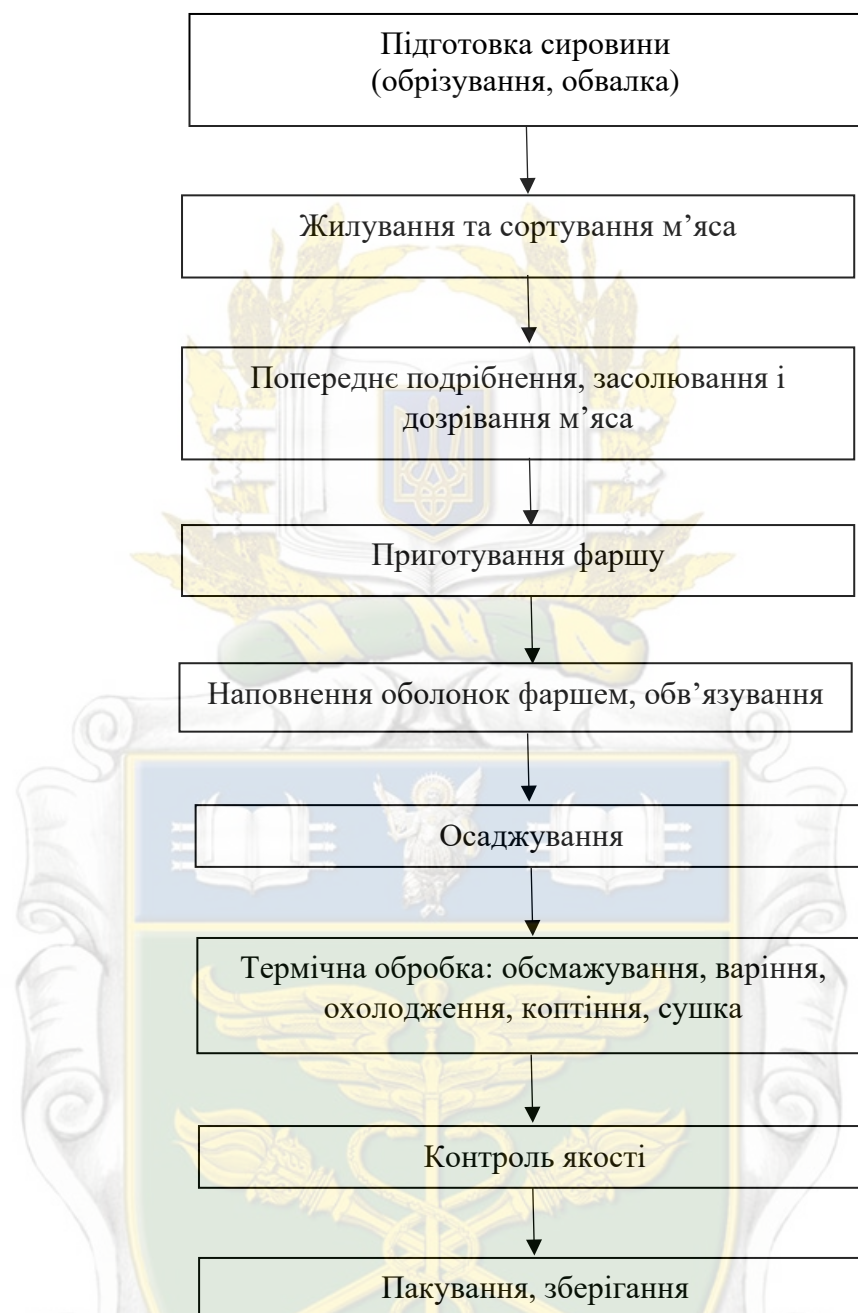 Підготовка сировини
(обрізування, обвалка)
Жилування та сортування м’яса
Попереднє подрібнення, засолювання і
дозрівання м’яса
Приготування фаршу
Наповнення оболонок фаршем, обв’язування
Осаджування
Термічна обробка: обсмажування, варіння,
охолодження, коптіння, сушка
Контроль якості
Пакування, зберігання